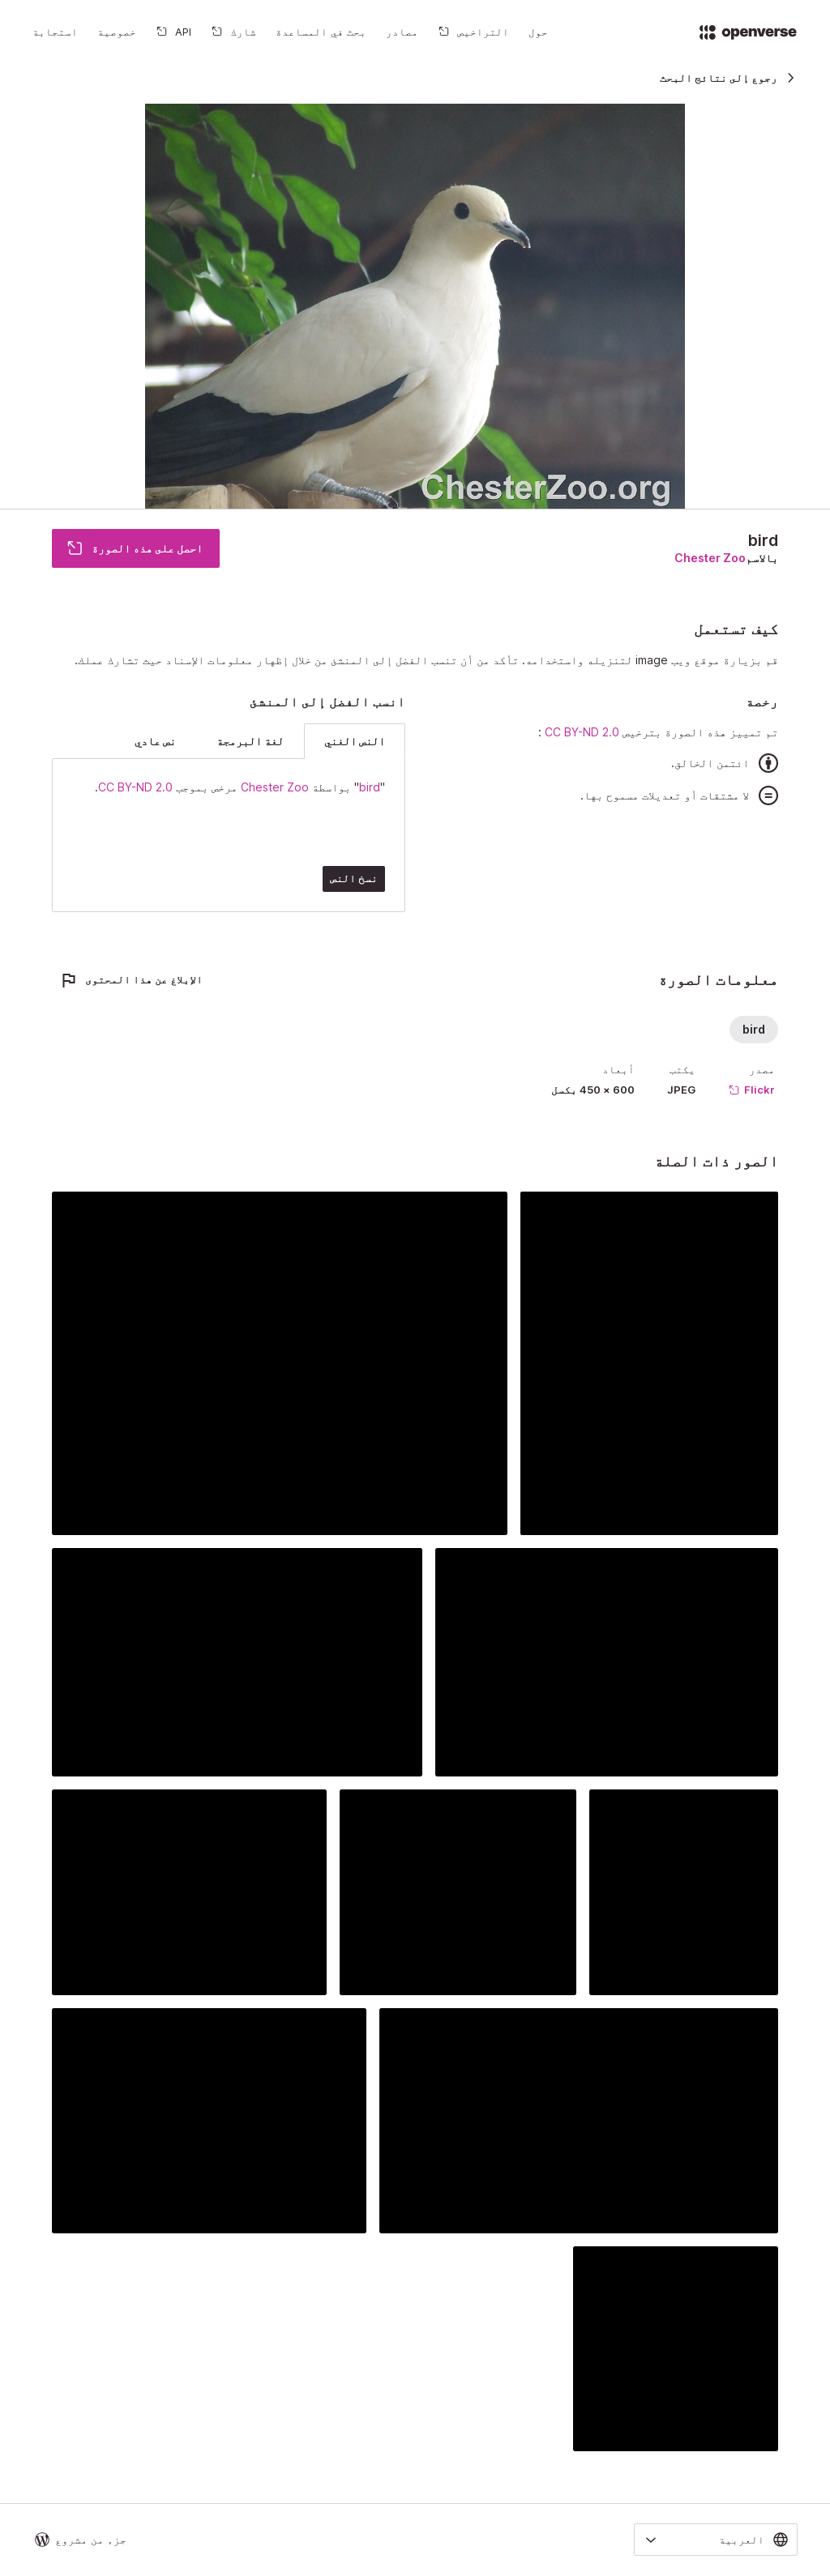 openverse
حول
التراخيص
مصادر
بحث في المساعدة
شارك
API
خصوصية
استجابة
رجوع إلى نتائج البحث
ChesterZoo.org
bird
بالاسم Chester Zoo
احصل على هذه الصورة
كيف تستعمل
قم بزيارة موقع ويب image لتنزيله واستخدامه. تأكد من أن تنسب الفضل إلى المنشئ من خلال إظهار معلومات الإسناد حيث تشارك عملك.
رخصة
تم تمييز هذه الصورة بترخيص CC BY-ND 2.0 :
ائتمن الخالق.
لا مشتقات أو تعديلات مسموح بها.
انسب الفضل إلى المنشئ
النص الغني
لغة البرمجة
نص عادي
"bird" بواسطة Chester Zoo مرخص بموجب CC BY-ND 2.0.
نسخ النص
معلومات الصورة
الإبلاغ عن هذا المحتوى
bird
مصدر
يكتب
أبعاد
Flickr
JPEG
600 × 450 بكسل
الصور ذات الصلة
العربية
جزء من مشروع